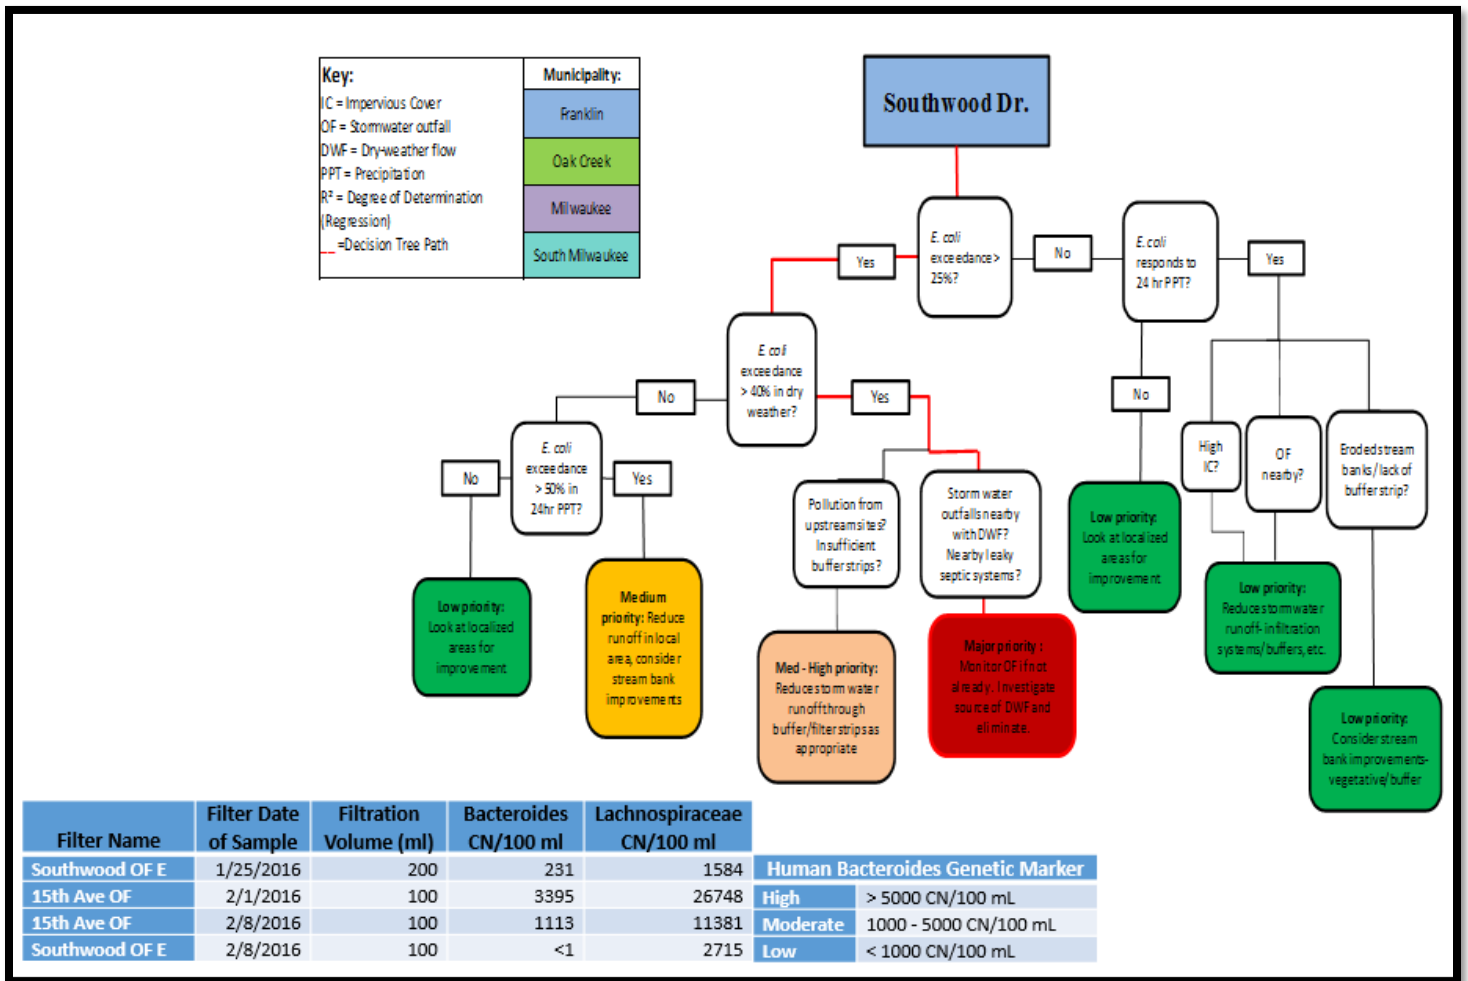 Key:
IC = Impervious Cover
OF = Stormwater outfall
DWF = Dry-weather flow
PPT = Precipitation
R² = Degree of Determination
(Regression)
__ =Decision Tree Path
Municipality:
Franklin
Oak Creek
Milwaukee
South Milwaukee
Southwood Dr.
E. coli
exceedance >
25%?
Yes
No
E. coli
responds to
24 hr PPT?
Yes
No
E. coli
exceedance
> 40% in dry
weather?
No
Yes
E. coli
exceedance
> 50% in
24hr PPT?
No
Yes
Pollution from
upstream sites?
Insufficient
buffer strips?
Storm water
outfalls nearby
with DWF?
Nearby leaky
septic systems?
High
IC?
OF
nearby?
Eroded stream
banks/ lack of
buffer strip?
Low priority:
Look at localized
areas for
improvement
Medium
priority: Reduce
runoff in local
area, consider
stream bank
improvements
Med - High priority:
Reduce storm water
runoff through
buffer/filter strips as
appropriate
Major priority :
Monitor OF if not
already. Investigate
source of DWF and
eliminate.
Low priority:
Look at localized
areas for
improvement
Low priority:
Reduce storm water
runoff- infiltration
systems/ buffers, etc.
Low priority:
Consider stream
bank improvements-
vegetative/ buffer
Filter Name | Filter Date of Sample | Filtration Volume (ml) | Bacteroides CN/100 ml | Lachnospiraceae CN/100 ml
Southwood OF E 1/25/2016 200 231 1584
15th Ave OF 2/1/2016 100 3395 26748
15th Ave OF 2/8/2016 100 1113 11381
Southwood OF E 2/8/2016 100 <1 2715
Human Bacteroides Genetic Marker
High > 5000 CN/100 mL
Moderate 1000 - 5000 CN/100 mL
Low < 1000 CN/100 mL